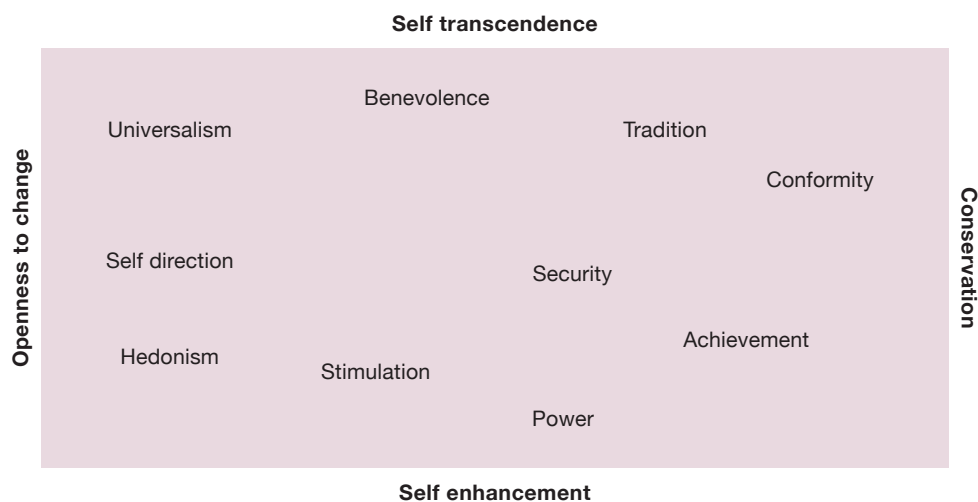 Self transcendence
Benevolence
Universalism
Tradition
Conformity
Openness to change
Conservation
Self direction
Security
Achievement
Hedonism
Stimulation
Power
Self enhancement